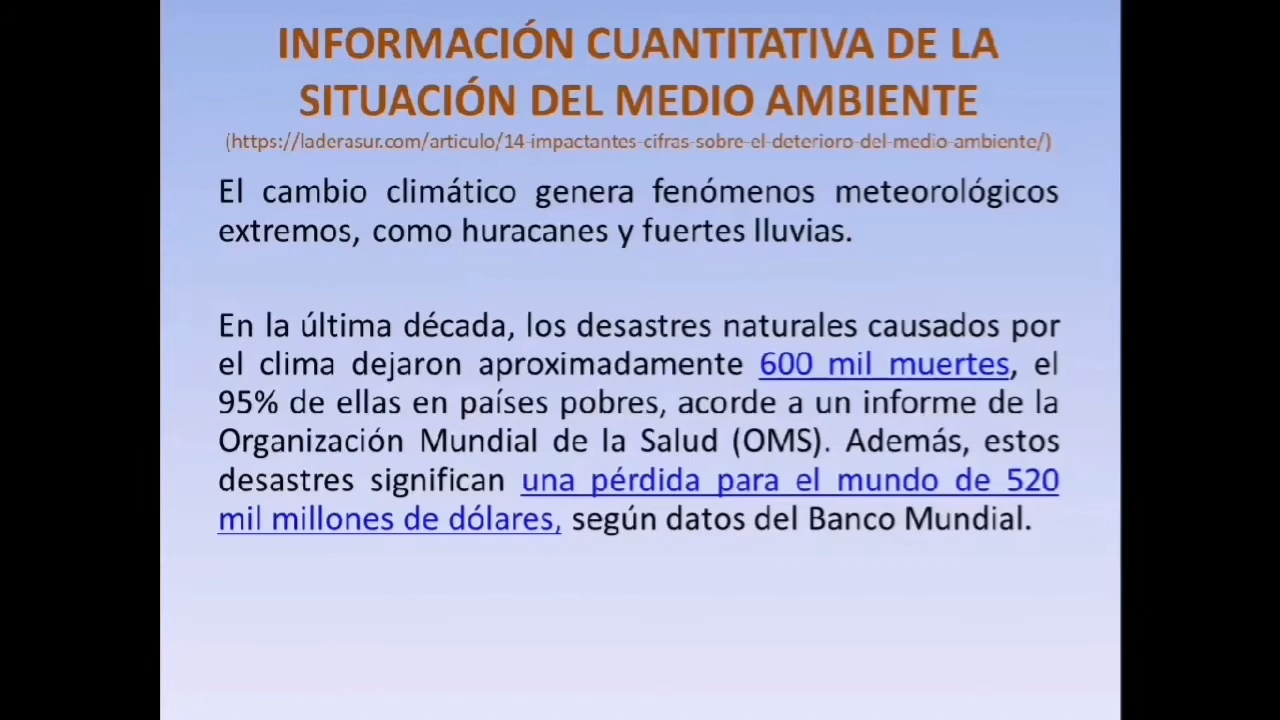 INFORMACIÓN CUANTITATIVA DE LA
SITUACIÓN DEL MEDIO AMBIENTE
(https://laderasur.com/articulo/14-impactantes-cifras-sobre-el-deterioro-del-medio-ambiente/)
El cambio climático genera fenómenos meteorológicos
extremos, como huracanes y fuertes lluvias.
En la última década, los desastres naturales causados por
el clima dejaron aproximadamente 600 mil muertes, el
95% de ellas en países pobres, acorde a un informe de la
Organización Mundial de la Salud (OMS). Además, estos
desastres significan una pérdida para el mundo de 520
mil millones de dólares, según datos del Banco Mundial.